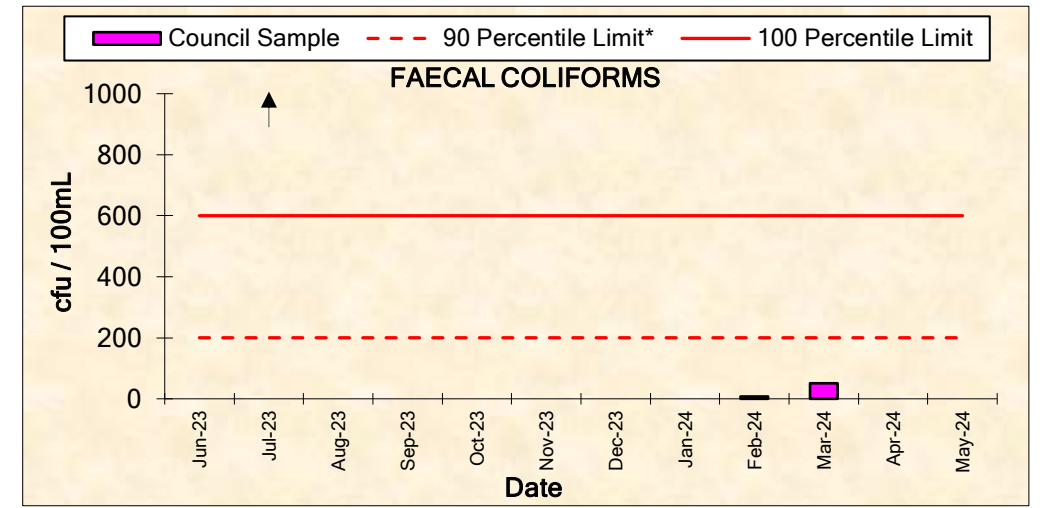 Council Sample 90 Percentile Limit* 100 Percentile Limit
FAECAL COLIFORMS
cfu / 100mL
1000
800
600
400
200
0
Jun-23
Jul-23
Aug-23
Sep-23
Oct-23
Nov-23
Dec-23
Jan-24
Feb-24
Mar-24
Apr-24
May-24
Date